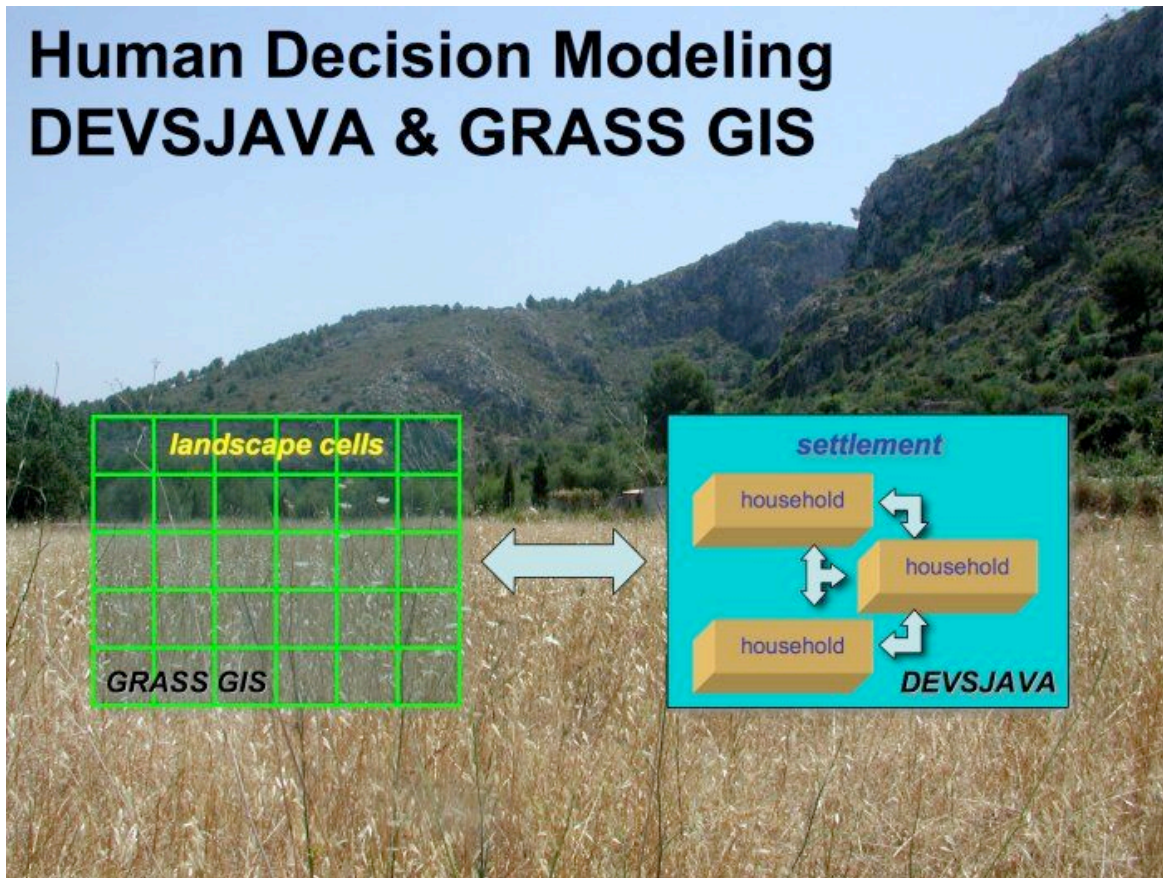 Human Decision Modeling
DEVSJAVA & GRASS GIS
landscape cells
GRASS GIS
settlement
household
household
household
DEVSJAVA